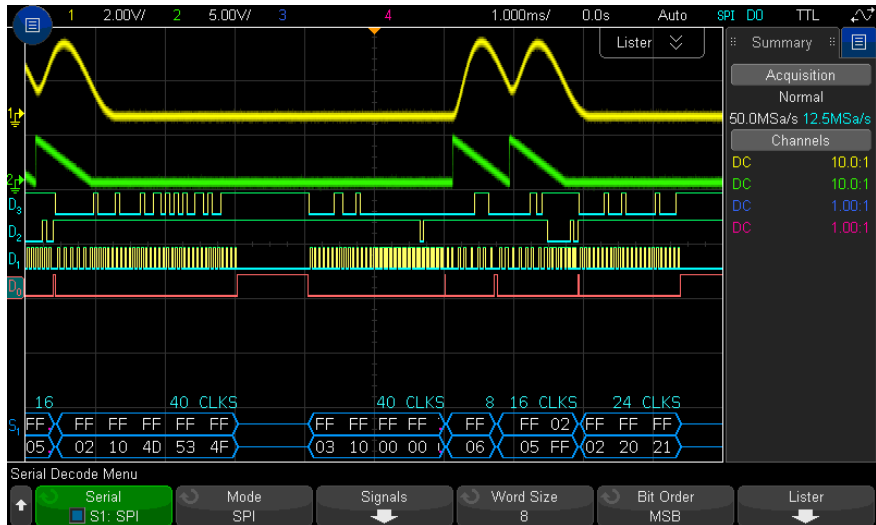 1 2.00V/ 2 5.00V/ 3 4 1.000ms/ 0.0s Auto SPI D0 TTL
Lister
Summary
Acquisition
Normal
50.0MSa/s 12.5MSa/s
Channels
DC 10.0:1
DC 10.0:1
DC 1.00:1
DC 1.00:1
1
2
D3
D2
D1
D0
16 40 CLKS 40 CLKS 8 16 CLKS 24 CLKS
S1 FF FF FF FF FF FF FF FF FF FF FF FF 02 FF FF FF
05 02 10 4D 53 4F 03 10 00 00 06 05 FF 02 20 21
Serial Decode Menu
Serial Mode Signals Word Size Bit Order Lister
S1: SPI SPI 8 MSB